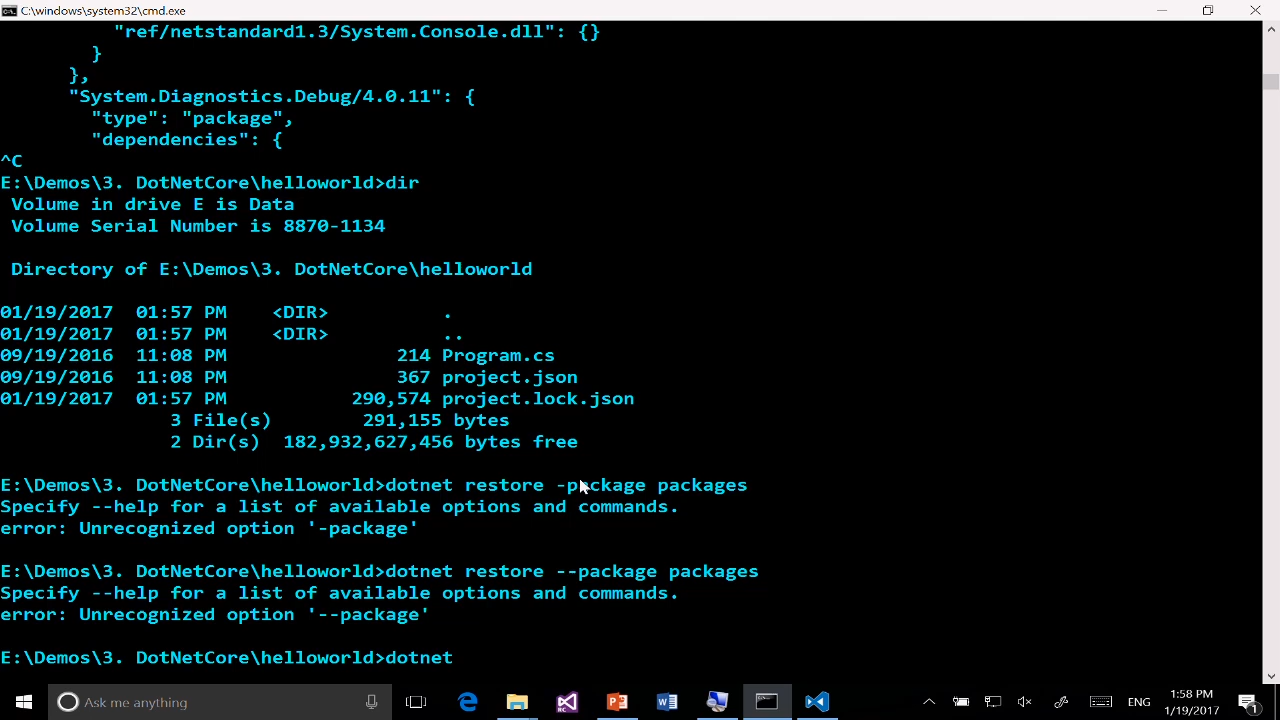 C:\windows\system32\cmd.exe
"ref/netstandard1.3/System.Console.dll": {}
}
},
"System.Diagnostics.Debug/4.0.11": {
"type": "package",
"dependencies": {
^C
E:\Demos\3. DotNetCore\helloworld>dir
Volume in drive E is Data
Volume Serial Number is 8870-1134
Directory of E:\Demos\3. DotNetCore\helloworld
01/19/2017 01:57 PM <DIR> .
01/19/2017 01:57 PM <DIR> ..
09/19/2016 11:08 PM 214 Program.cs
09/19/2016 11:08 PM 367 project.json
01/19/2017 01:57 PM 290,574 project.lock.json
3 File(s) 291,155 bytes
2 Dir(s) 182,932,627,456 bytes free
E:\Demos\3. DotNetCore\helloworld>dotnet restore -package packages
Specify --help for a list of available options and commands.
error: Unrecognized option '-package'
E:\Demos\3. DotNetCore\helloworld>dotnet restore --package packages
Specify --help for a list of available options and commands.
error: Unrecognized option '--package'
E:\Demos\3. DotNetCore\helloworld>dotnet
Ask me anything
ENG
1:58 PM
1/19/2017
1